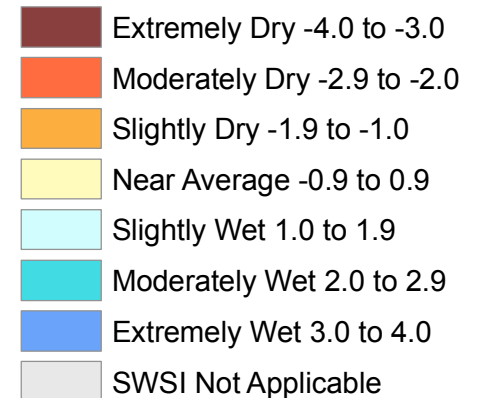 Extremely Dry -4.0 to -3.0
Moderately Dry -2.9 to -2.0
Slightly Dry -1.9 to -1.0
Near Average -0.9 to 0.9
Slightly Wet 1.0 to 1.9
Moderately Wet 2.0 to 2.9
Extremely Wet 3.0 to 4.0
SWSI Not Applicable